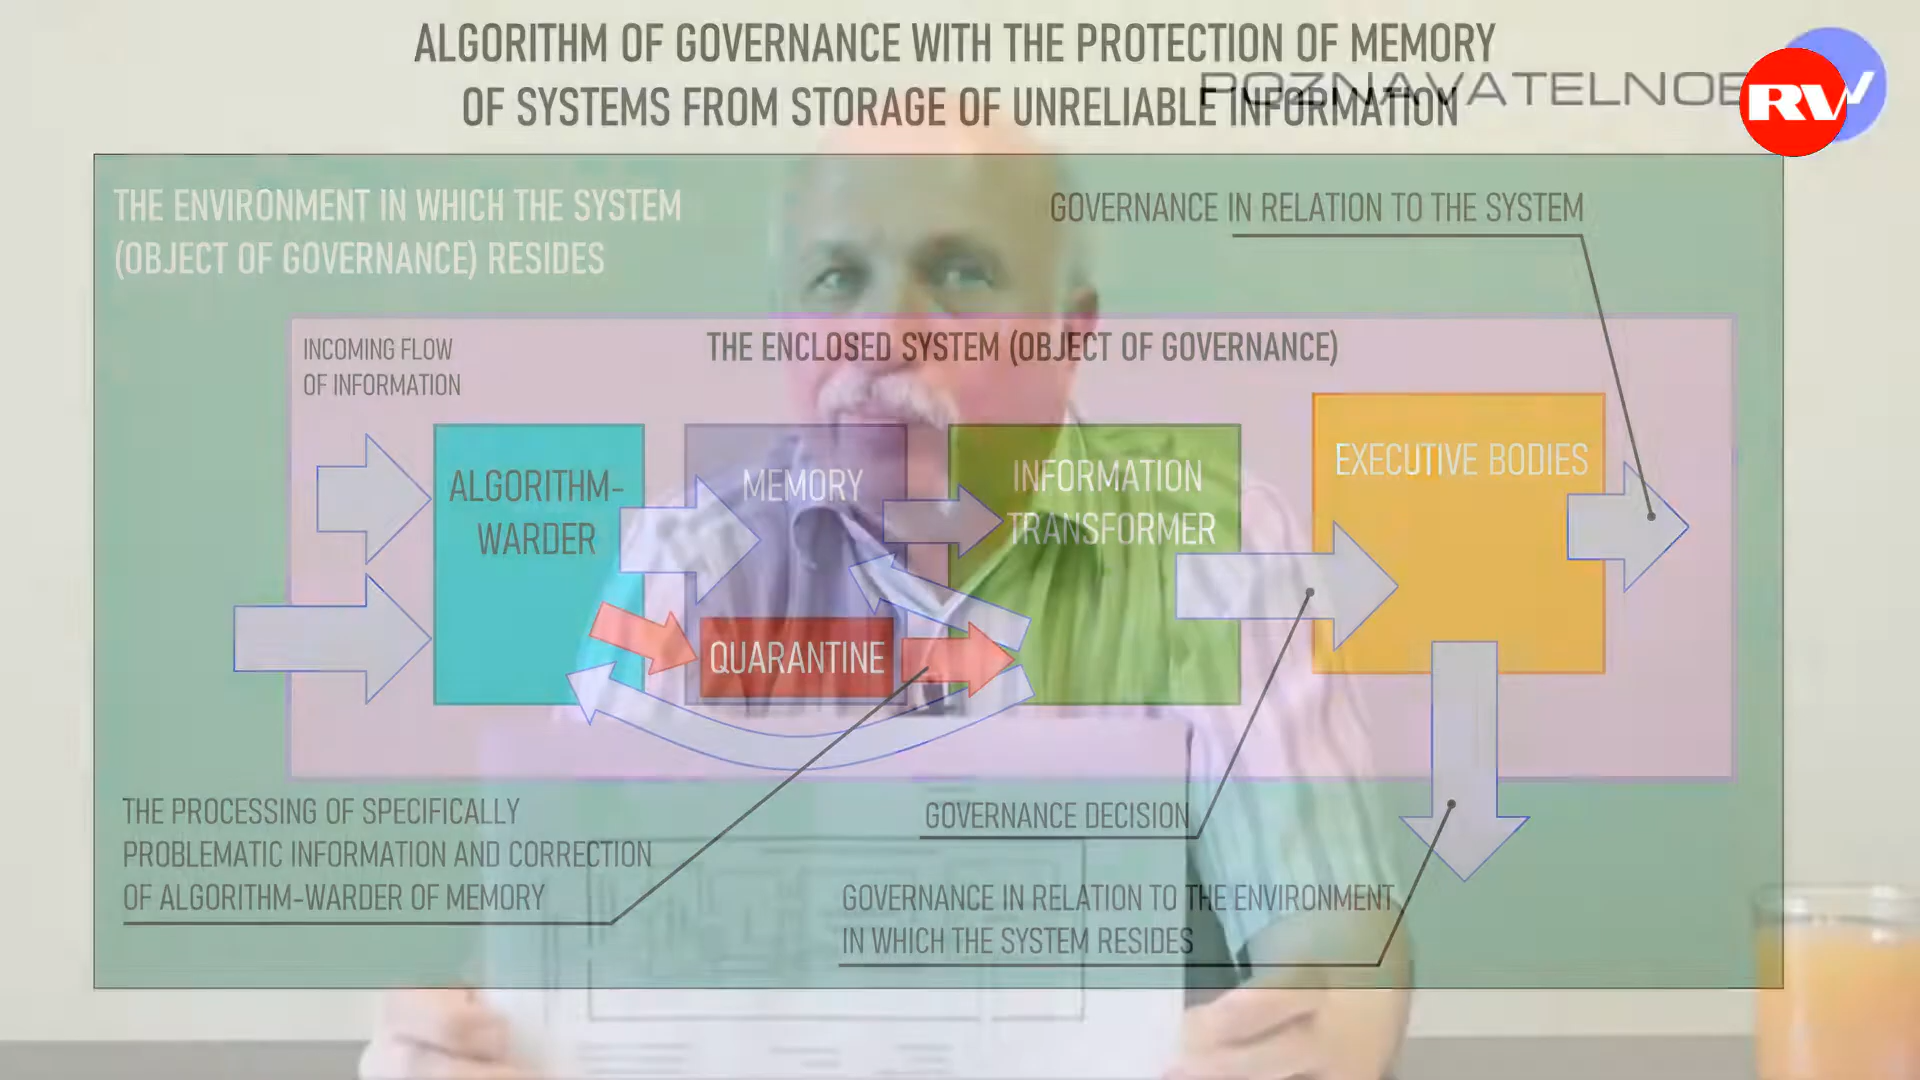 ALGORITHM OF GOVERNANCE WITH THE PROTECTION OF MEMORY
OF SYSTEMS FROM STORAGE OF UNRELIABLE INFORMATION
POZNAVATELNOE
RV
THE ENVIRONMENT IN WHICH THE SYSTEM
(OBJECT OF GOVERNANCE) RESIDES
GOVERNANCE IN RELATION TO THE SYSTEM
THE ENCLOSED SYSTEM (OBJECT OF GOVERNANCE)
INCOMING FLOW
OF INFORMATION
ALGORITHM-
WARDER
MEMORY
INFORMATION
TRANSFORMER
EXECUTIVE BODIES
QUARANTINE
THE PROCESSING OF SPECIFICALLY
PROBLEMATIC INFORMATION AND CORRECTION
OF ALGORITHM-WARDER OF MEMORY
GOVERNANCE DECISION
GOVERNANCE IN RELATION TO THE ENVIRONMENT
IN WHICH THE SYSTEM RESIDES